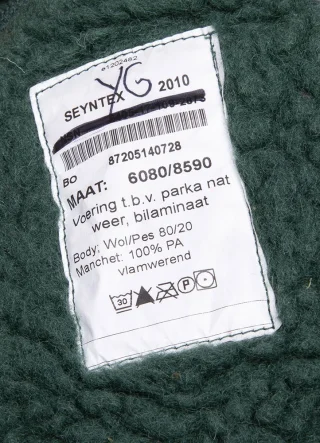 e1202482
YG
SEYNTEX 2010
BO 87205140728
MAAT: 6080/8590
Voering t.b.v. parka nat
weer, bilaminaat
Body; Wol/Pes 80/20
Manchet: 100% PA
vlamwerend
30 P